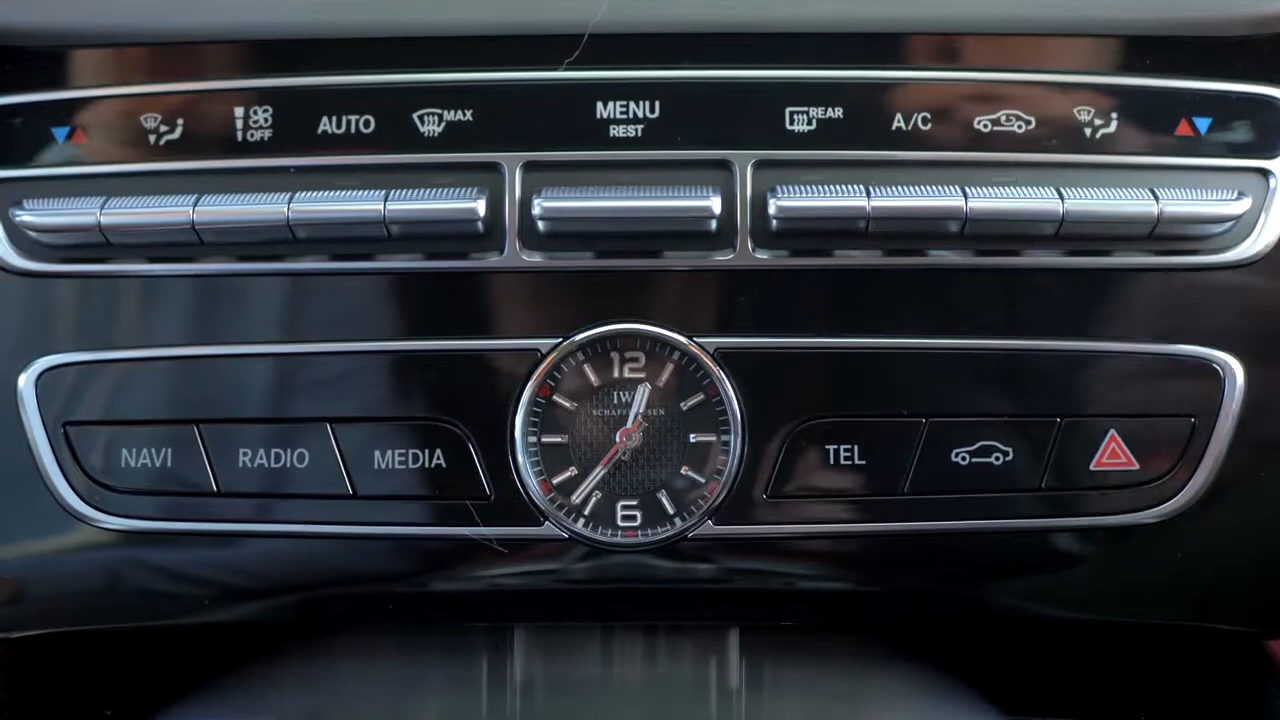 OFF
AUTO
MAX
MENU
REST
REAR
A/C
12
IWC
SCHAFFHAUSEN
6
NAVI
RADIO
MEDIA
TEL